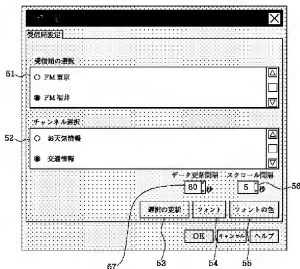 受信局設定
受信局の選択
51
FM東京
FM福井
チャンネル選択
52
お天気情報
交通情報
データ更新間隔 スクロール間隔
60 秒 5 秒
56
選択の更新 フォント フォントの色
OK キャンセル ヘルプ
57 53 54 55